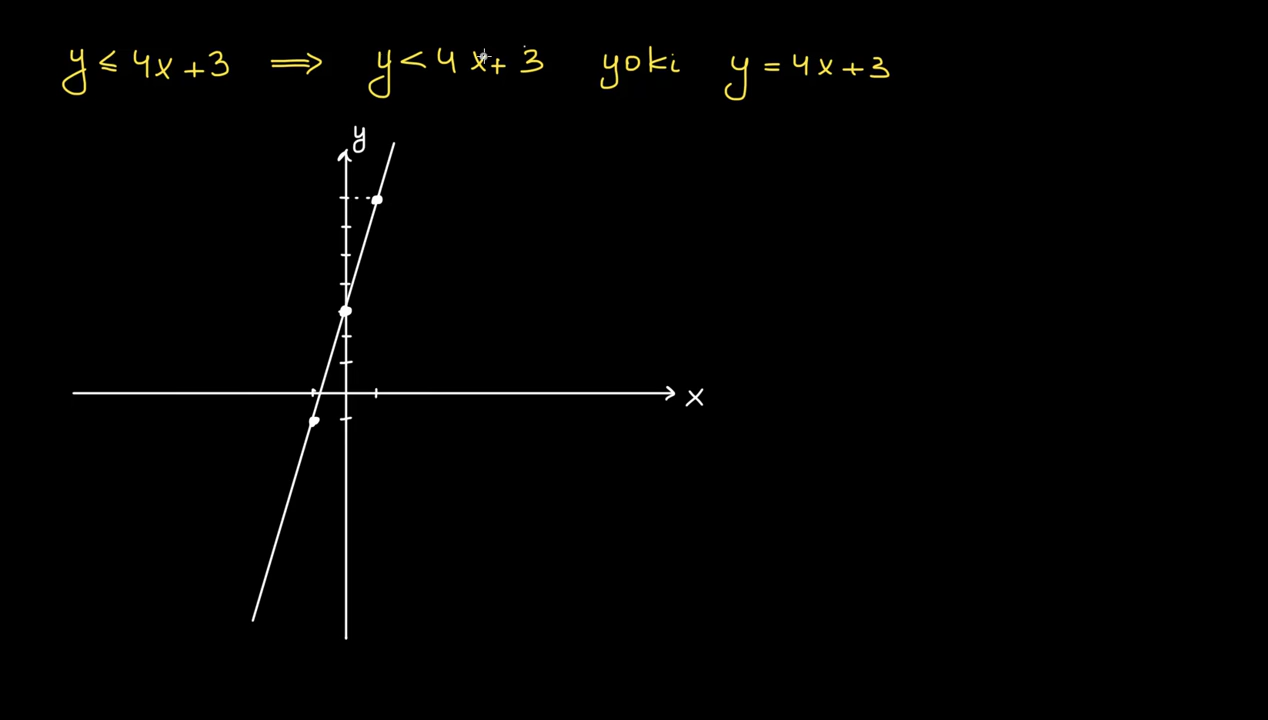 y ≤ 4x + 3 ⟹ y < 4x + 3 yoki y = 4x + 3
y
x